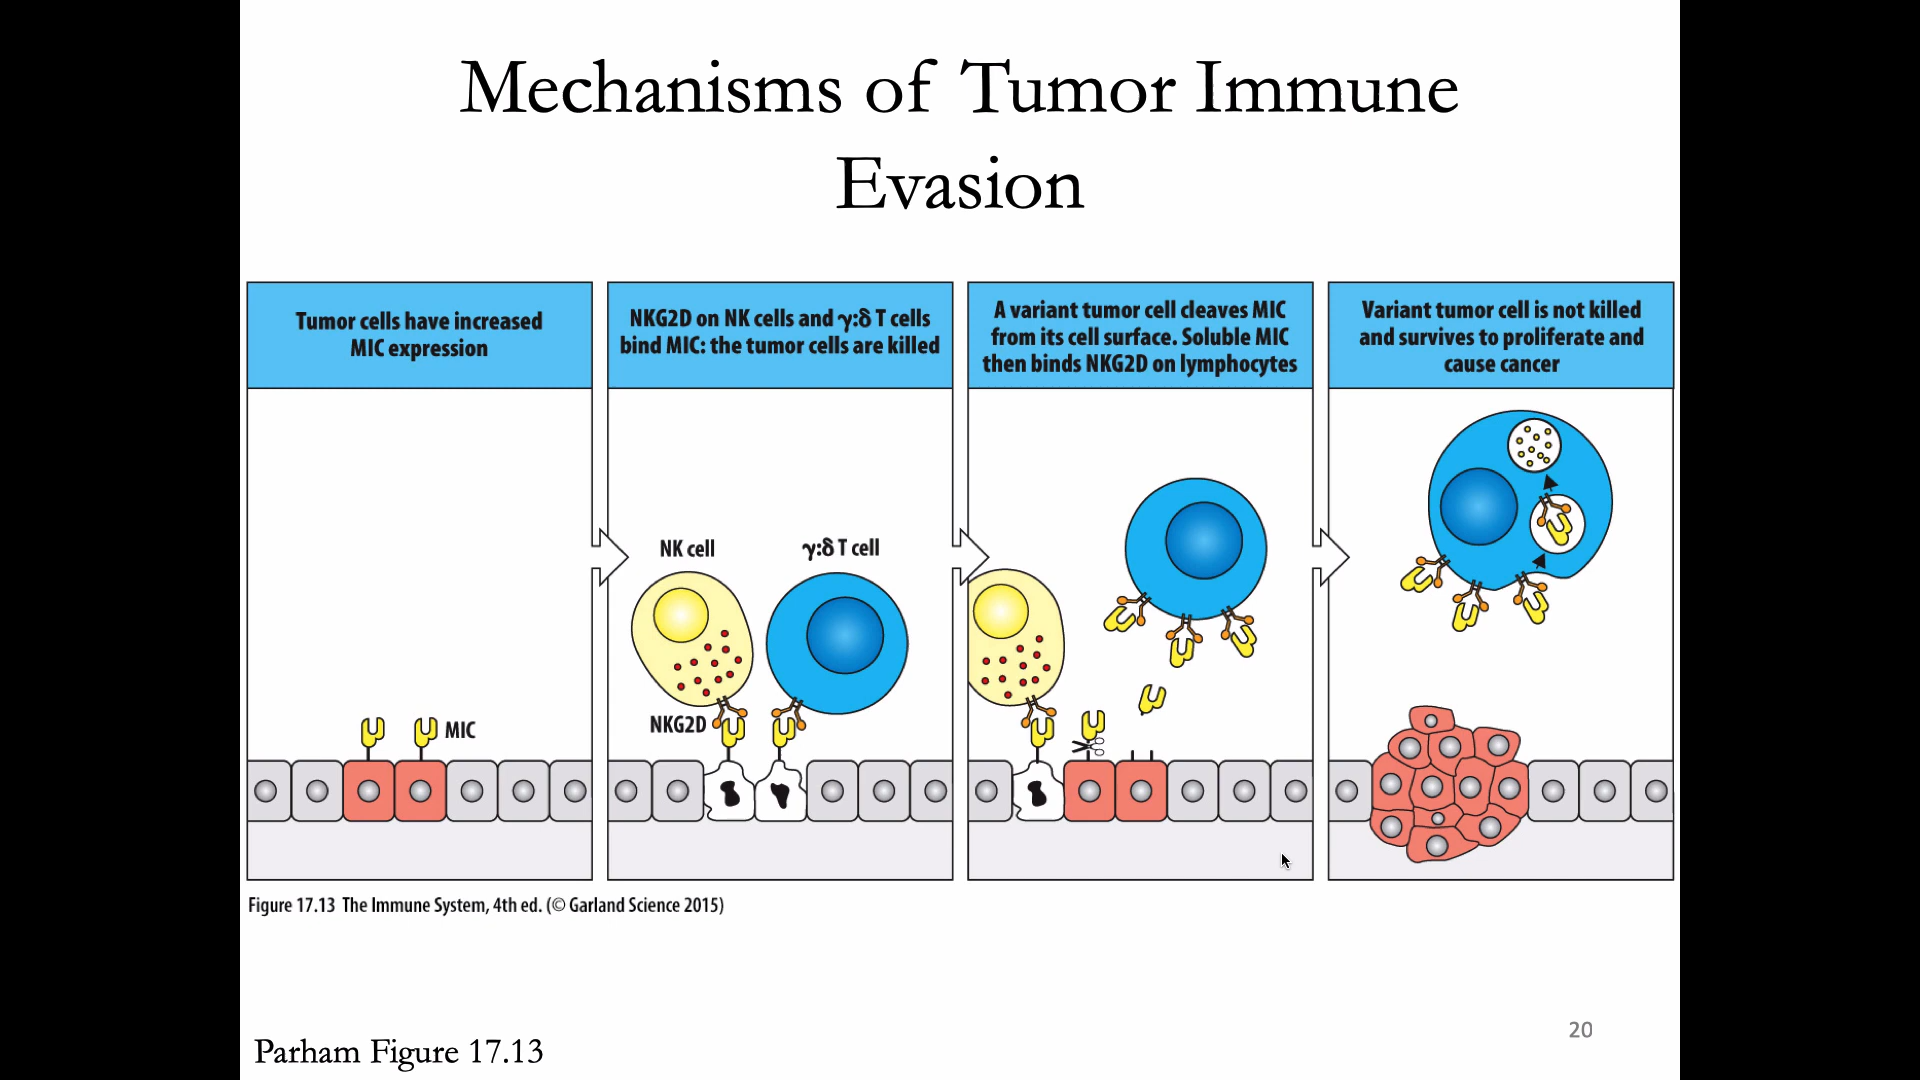 Mechanisms of Tumor Immune
Evasion
Tumor cells have increased
MIC expression
NKG2D on NK cells and γ:δ T cells
bind MIC: the tumor cells are killed
A variant tumor cell cleaves MIC
from its cell surface. Soluble MIC
then binds NKG2D on lymphocytes
Variant tumor cell is not killed
and survives to proliferate and
cause cancer
MIC
NK cell
γ:δ T cell
NKG2D
Figure 17.13 The Immune System, 4th ed. (© Garland Science 2015)
Parham Figure 17.13
20